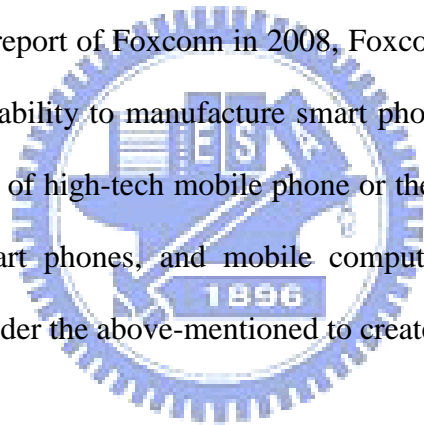 report of Foxconn in 2008, Foxco
ability to manufacture smart pho
of high-tech mobile phone or the
E S A
art phones, and mobile comput
1896
der the above-mentioned to create